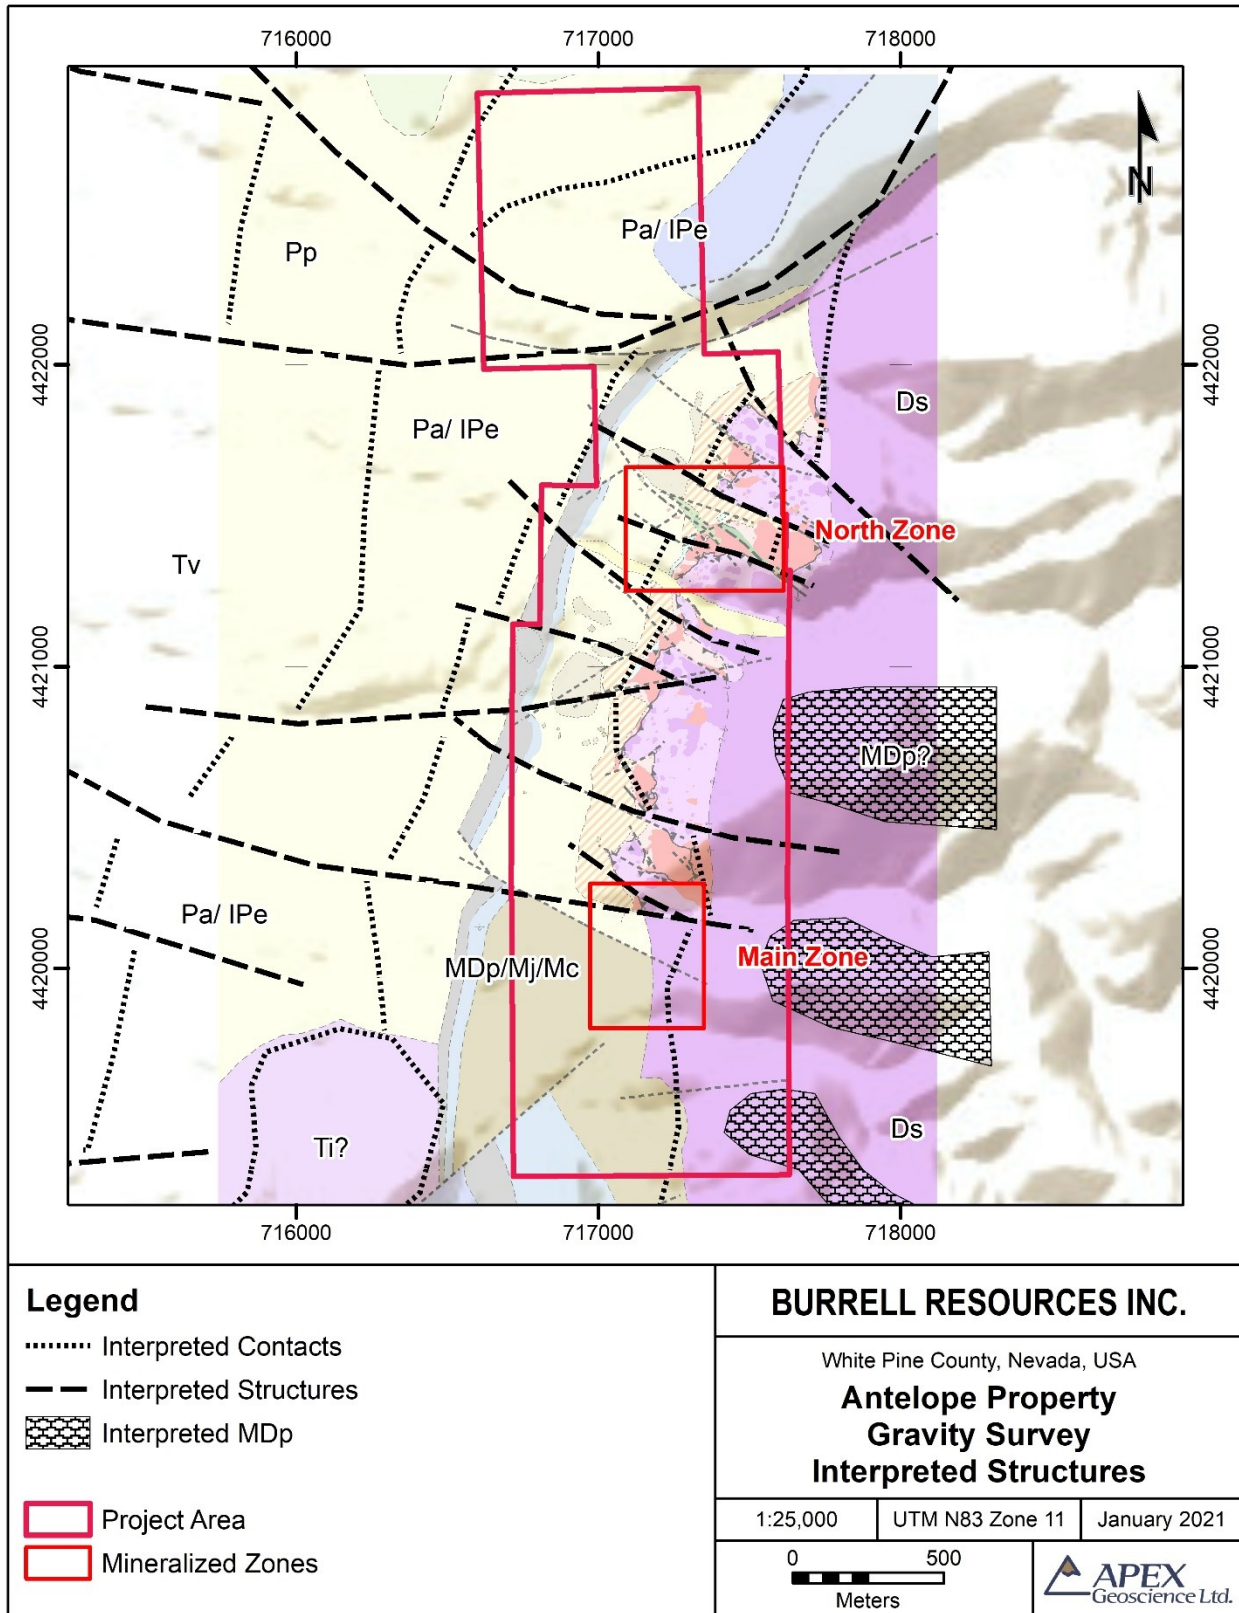 716000 717000 718000
N
Pp
Pa/ IPe
4422000 4422000
Pa/ IPe
Ds
North Zone
Tv
4421000 4421000
MDp?
Pa/ IPe
4420000 4420000
MDp/Mj/Mc
Main Zone
Ti?
Ds
716000 717000 718000
Legend
Interpreted Contacts
Interpreted Structures
Interpreted MDp
Project Area
Mineralized Zones
BURRELL RESOURCES INC.
White Pine County, Nevada, USA
Antelope Property
Gravity Survey
Interpreted Structures
1:25,000 UTM N83 Zone 11 January 2021
0 500
Meters
APEX
Geoscience Ltd.